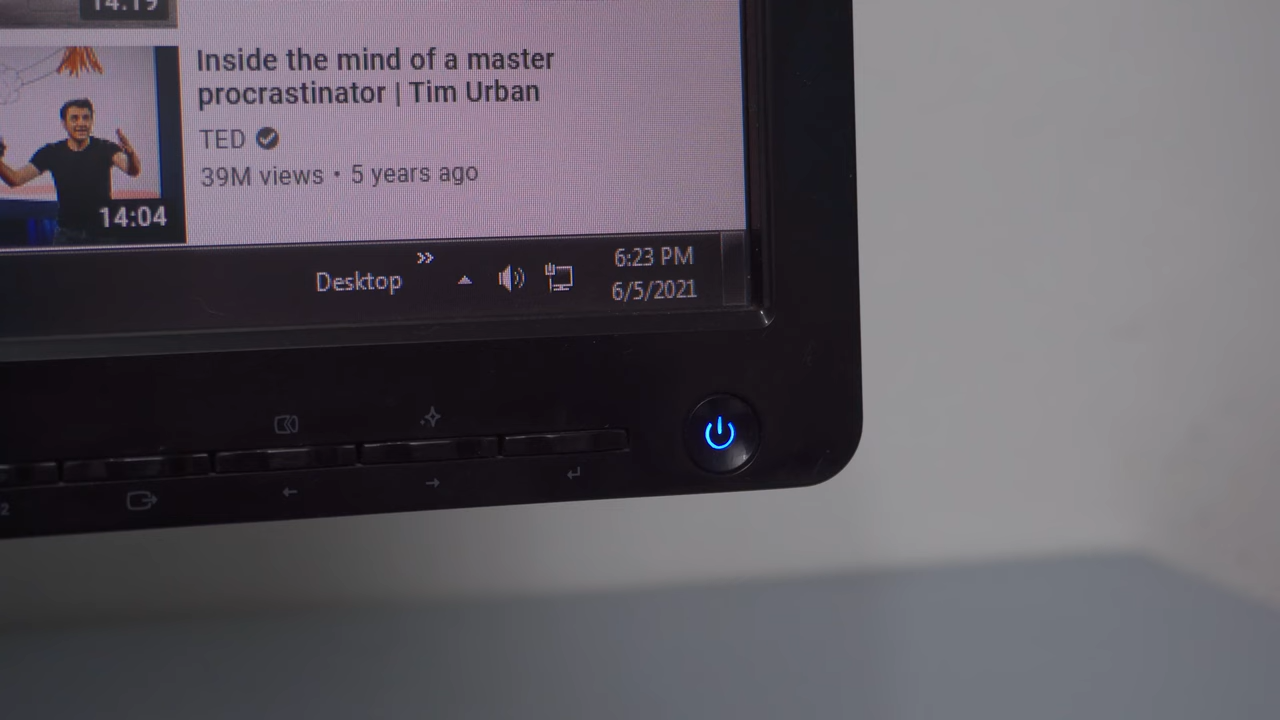 14:19
Inside the mind of a master
procrastinator | Tim Urban
TED
39M views • 5 years ago
14:04
Desktop
6:23 PM
6/5/2021
2